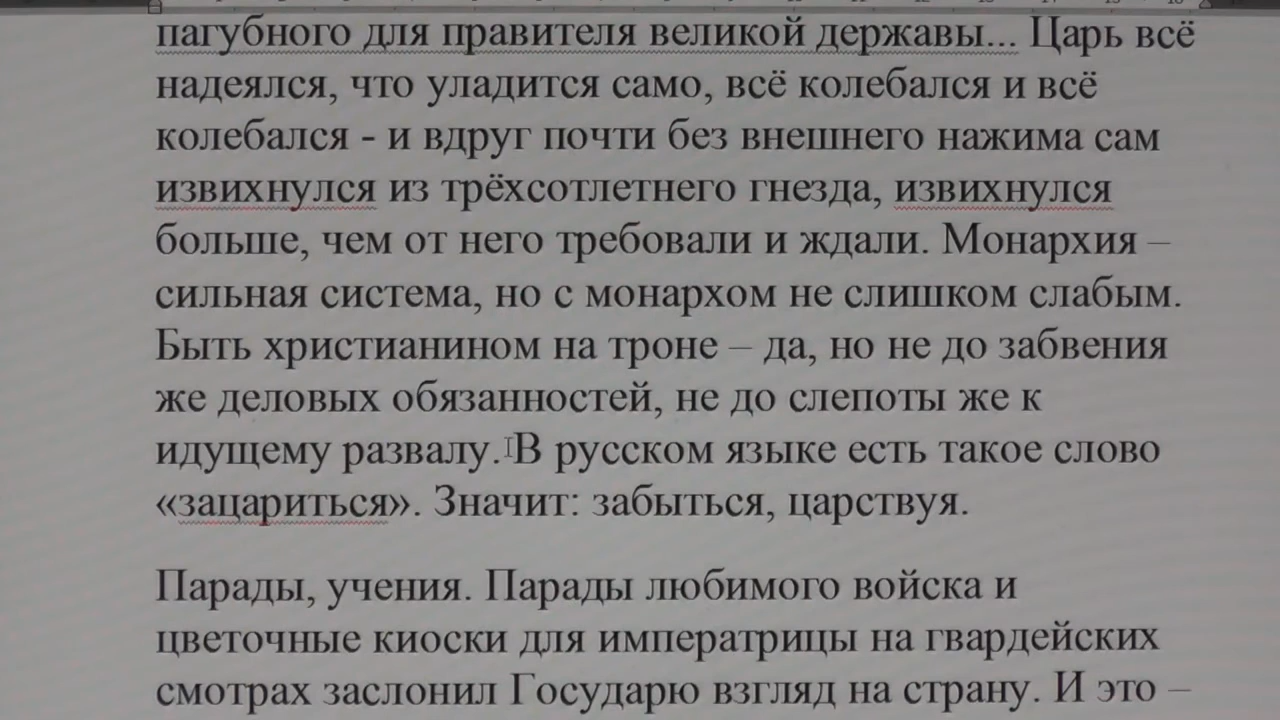 пагубного для правителя великой державы... Царь всё
надеялся, что уладится само, всё колебался и всё
колебался - и вдруг почти без внешнего нажима сам
извихнулся из трёхсотлетнего гнезда, извихнулся
больше, чем от него требовали и ждали. Монархия –
сильная система, но с монархом не слишком слабым.
Быть христианином на троне – да, но не до забвения
же деловых обязанностей, не до слепоты же к
идущему развалу. В русском языке есть такое слово
«зацариться». Значит: забыться, царствуя.
Парады, учения. Парады любимого войска и
цветочные киоски для императрицы на гвардейских
смотрах заслонил Государю взгляд на страну. И это –